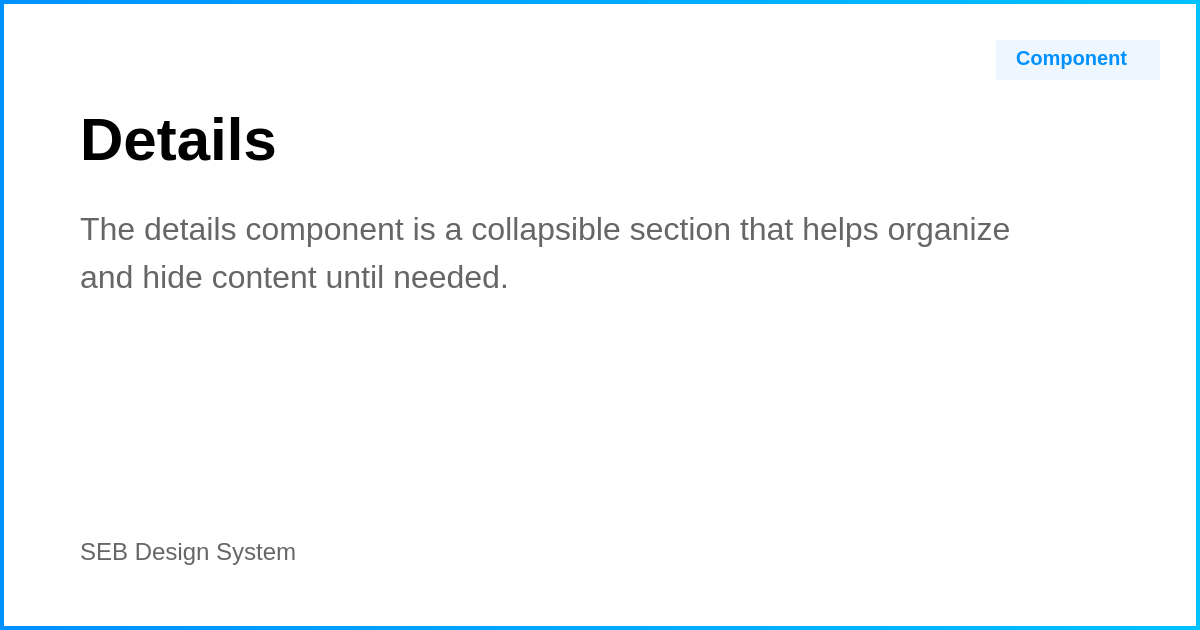 Component
Details
The details component is a collapsible section that helps organize
and hide content until needed.
SEB Design System